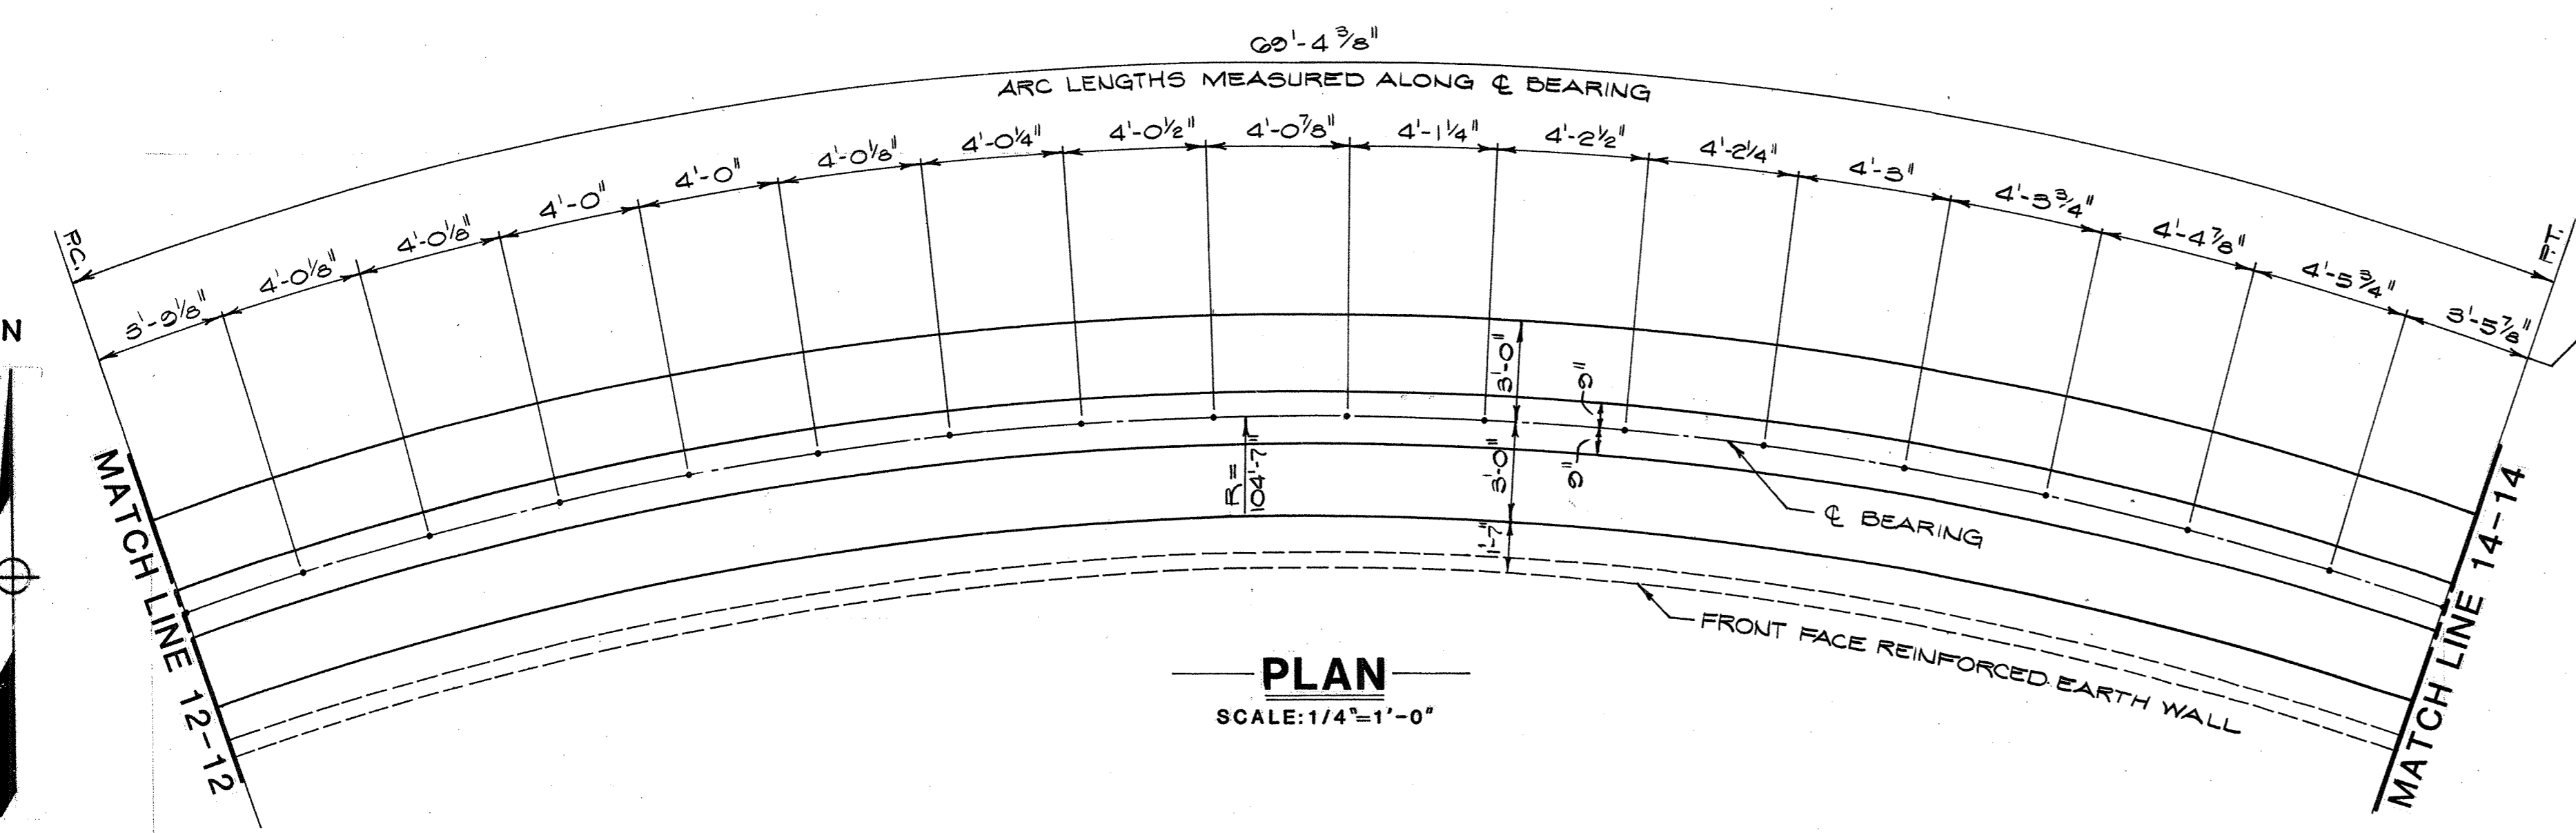 69'-4 3/8"
ARC LENGTHS MEASURED ALONG ℄ BEARING
3'-9 1/8"
4'-0 1/8"
4'-0 1/8"
4'-0"
4'-0"
4'-0 1/8"
4'-0 1/4"
4'-0 1/2"
4'-0 7/8"
4'-1 1/4"
4'-2 1/2"
4'-2 1/4"
4'-3"
4'-3 3/4"
4'-4 7/8"
4'-5 3/4"
3'-5 7/8"
P.C.
P.T.
N
3'-0"
9"
9"
3'-0"
1'-7"
R=
104'-7"
℄ BEARING
FRONT FACE REINFORCED EARTH WALL
MATCH LINE 12-12
MATCH LINE 14-14
PLAN
SCALE: 1/4"=1'-0"